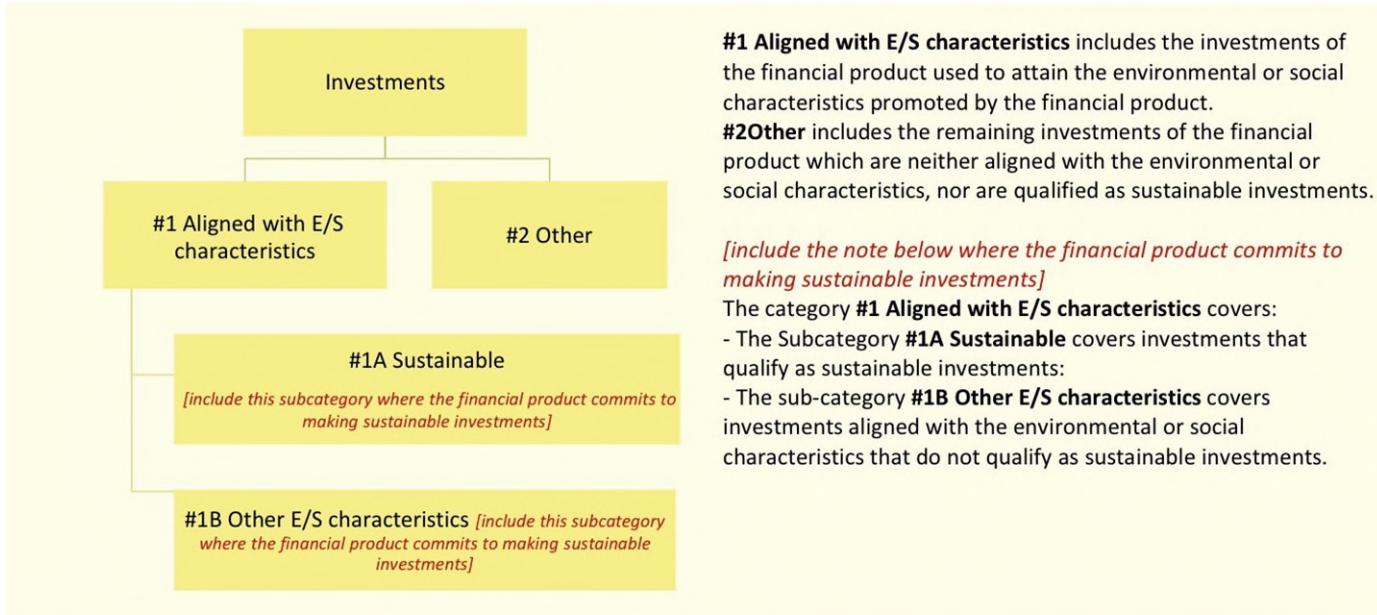 Investments
#1 Aligned with E/S
characteristics
#2 Other
#1A Sustainable
[include this subcategory where the financial product commits to
making sustainable investments]
#1B Other E/S characteristics [include this subcategory
where the financial product commits to making sustainable
investments]
#1 Aligned with E/S characteristics includes the investments of
the financial product used to attain the environmental or social
characteristics promoted by the financial product.
#2Other includes the remaining investments of the financial
product which are neither aligned with the environmental or
social characteristics, nor are qualified as sustainable investments.
[include the note below where the financial product commits to
making sustainable investments]
The category #1 Aligned with E/S characteristics covers:
- The Subcategory #1A Sustainable covers investments that
qualify as sustainable investments:
- The sub-category #1B Other E/S characteristics covers
investments aligned with the environmental or social
characteristics that do not qualify as sustainable investments.